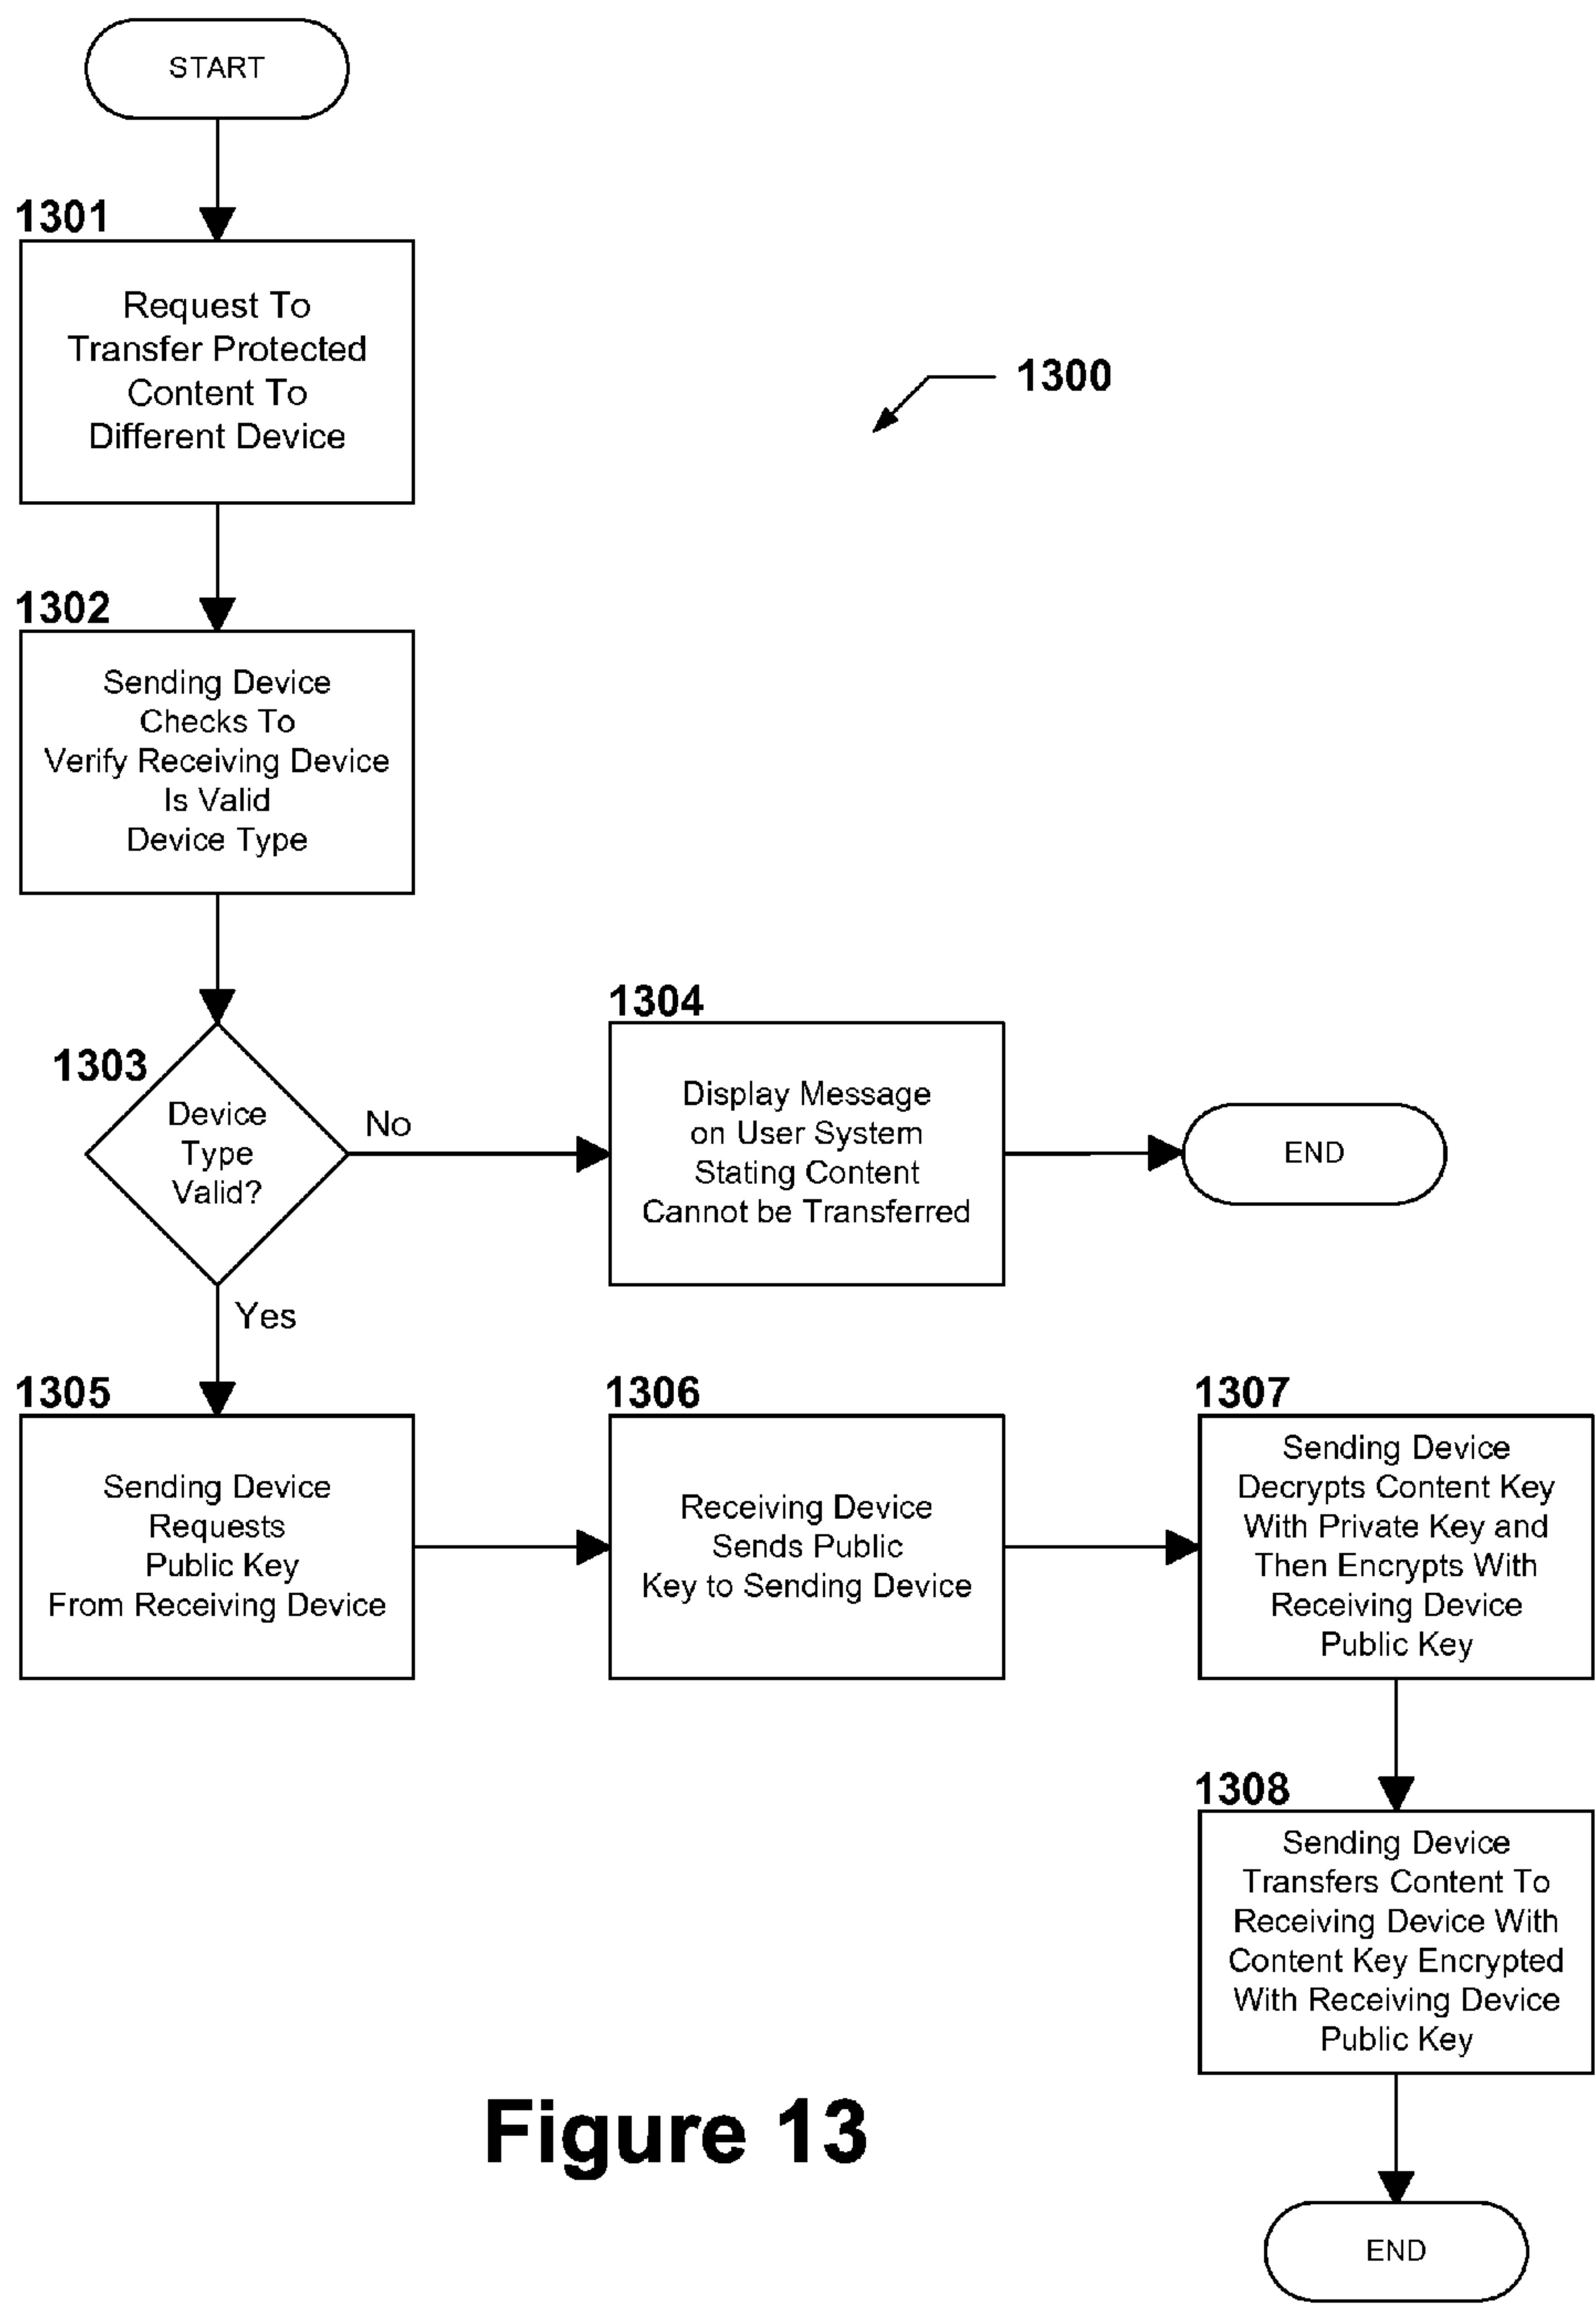 START
1301
Request To
Transfer Protected
Content To
Different Device
1300
1302
Sending Device
Checks To
Verify Receiving Device
Is Valid
Device Type
1303
Device
Type
Valid?
No
1304
Display Message
on User System
Stating Content
Cannot be Transferred
END
Yes
1305
Sending Device
Requests
Public Key
From Receiving Device
1306
Receiving Device
Sends Public
Key to Sending Device
1307
Sending Device
Decrypts Content Key
With Private Key and
Then Encrypts With
Receiving Device
Public Key
1308
Sending Device
Transfers Content To
Receiving Device With
Content Key Encrypted
With Receiving Device
Public Key
END
Figure 13